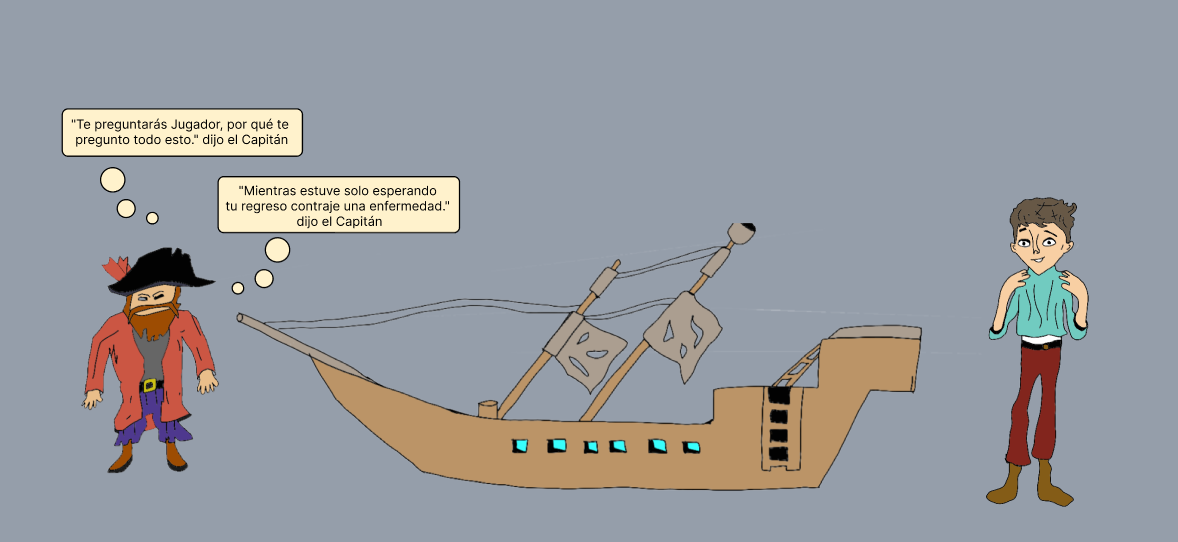 "Te preguntarás Jugador, por qué te
pregunto todo esto." dijo el Capitán
"Mientras estuve solo esperando
tu regreso contraje una enfermedad."
dijo el Capitán